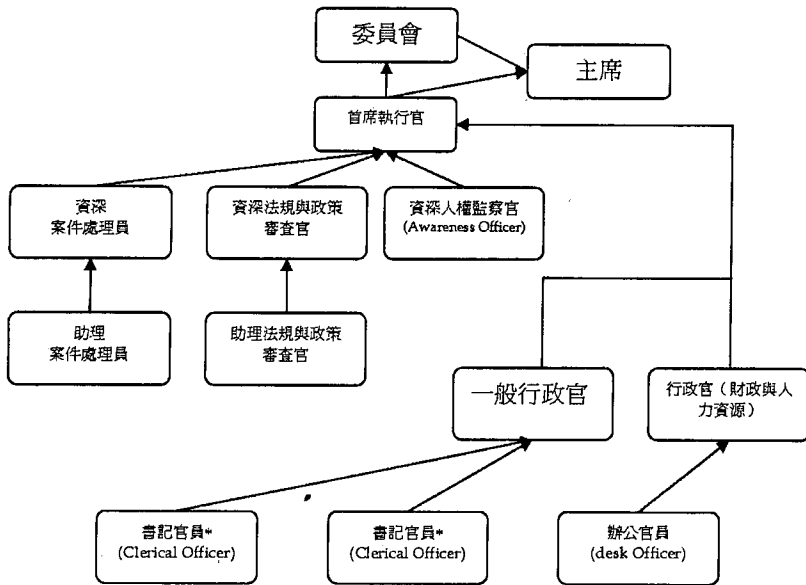 委員會
主席
首席執行官
資深
案件處理員
資深法規與政策
審查官
資深人權監察官
(Awareness Officer)
助理
案件處理員
助理法規與政策
審查官
一般行政官
行政官（財政與人
力資源）
書記官員*
(Clerical Officer)
書記官員*
(Clerical Officer)
辦公官員
(desk Officer)